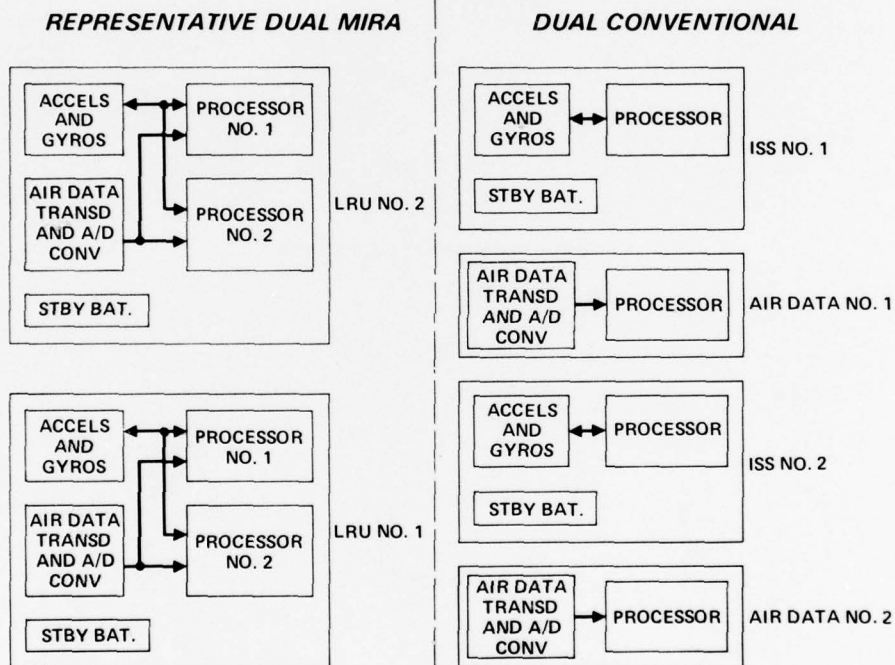 REPRESENTATIVE DUAL MIRA
ACCELS
AND
GYROS
PROCESSOR
NO. 1
AIR DATA
TRANSD
AND A/D
CONV
PROCESSOR
NO. 2
STBY BAT.
LRU NO. 2
ACCELS
AND
GYROS
PROCESSOR
NO. 1
AIR DATA
TRANSD
AND A/D
CONV
PROCESSOR
NO. 2
STBY BAT.
LRU NO. 1
DUAL CONVENTIONAL
ACCELS
AND
GYROS
PROCESSOR
STBY BAT.
ISS NO. 1
AIR DATA
TRANSD
AND A/D
CONV
PROCESSOR
AIR DATA NO. 1
ACCELS
AND
GYROS
PROCESSOR
STBY BAT.
ISS NO. 2
AIR DATA
TRANSD
AND A/D
CONV
PROCESSOR
AIR DATA NO. 2